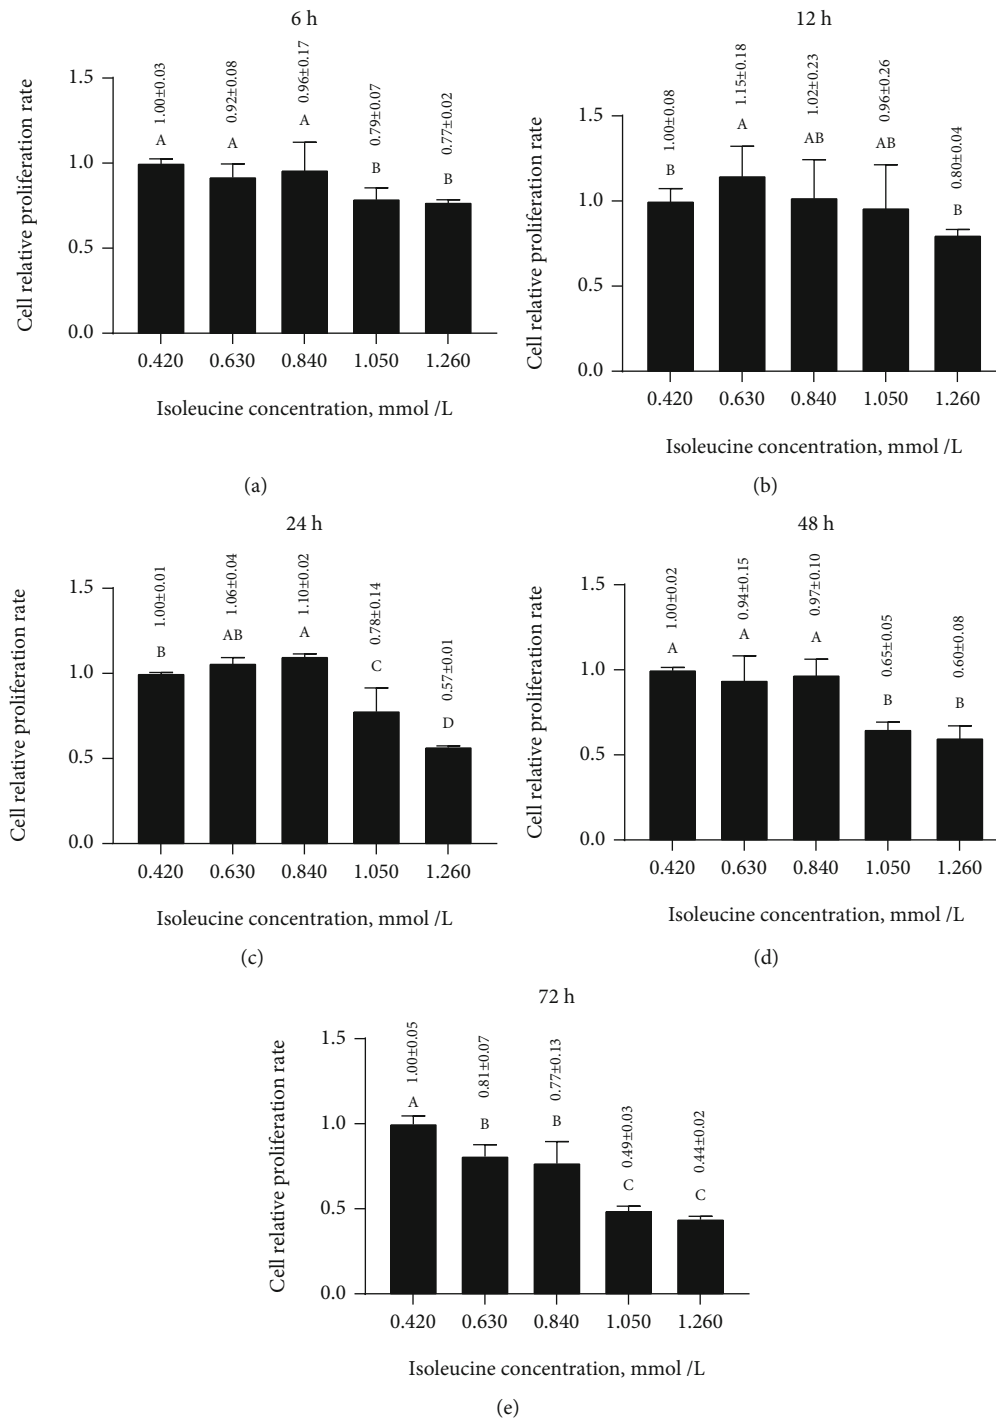 6 h
Cell relative proliferation rate
1.5
1.0
0.5
0.0
1.00±0.03
0.92±0.08
0.96±0.17
0.79±0.07
0.77±0.02
A
A
A
B
B
0.420 0.630 0.840 1.050 1.260
Isoleucine concentration, mmol /L
(a)
12 h
Cell relative proliferation rate
1.5
1.0
0.5
0.0
1.00±0.08
1.15±0.18
1.02±0.23
0.96±0.26
0.80±0.04
B
A
AB
AB
B
0.420 0.630 0.840 1.050 1.260
Isoleucine concentration, mmol /L
(b)
24 h
Cell relative proliferation rate
1.5
1.0
0.5
0.0
1.00±0.01
1.06±0.04
1.10±0.02
0.78±0.14
0.57±0.01
B
AB
A
C
D
0.420 0.630 0.840 1.050 1.260
Isoleucine concentration, mmol /L
(c)
48 h
Cell relative proliferation rate
1.5
1.0
0.5
0.0
1.00±0.02
0.94±0.15
0.97±0.10
0.65±0.05
0.60±0.08
A
A
A
B
B
0.420 0.630 0.840 1.050 1.260
Isoleucine concentration, mmol /L
(d)
72 h
Cell relative proliferation rate
1.5
1.0
0.5
0.0
1.00±0.05
0.81±0.07
0.77±0.13
0.49±0.03
0.44±0.02
A
B
B
C
C
0.420 0.630 0.840 1.050 1.260
Isoleucine concentration, mmol /L
(e)